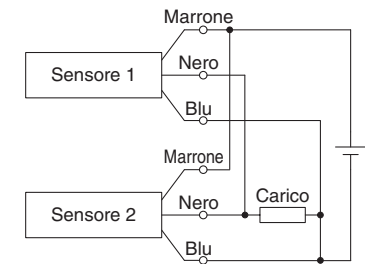 Marrone
Sensore 1
Nero
Blu
Marrone
Sensore 2
Nero
Carico
Blu